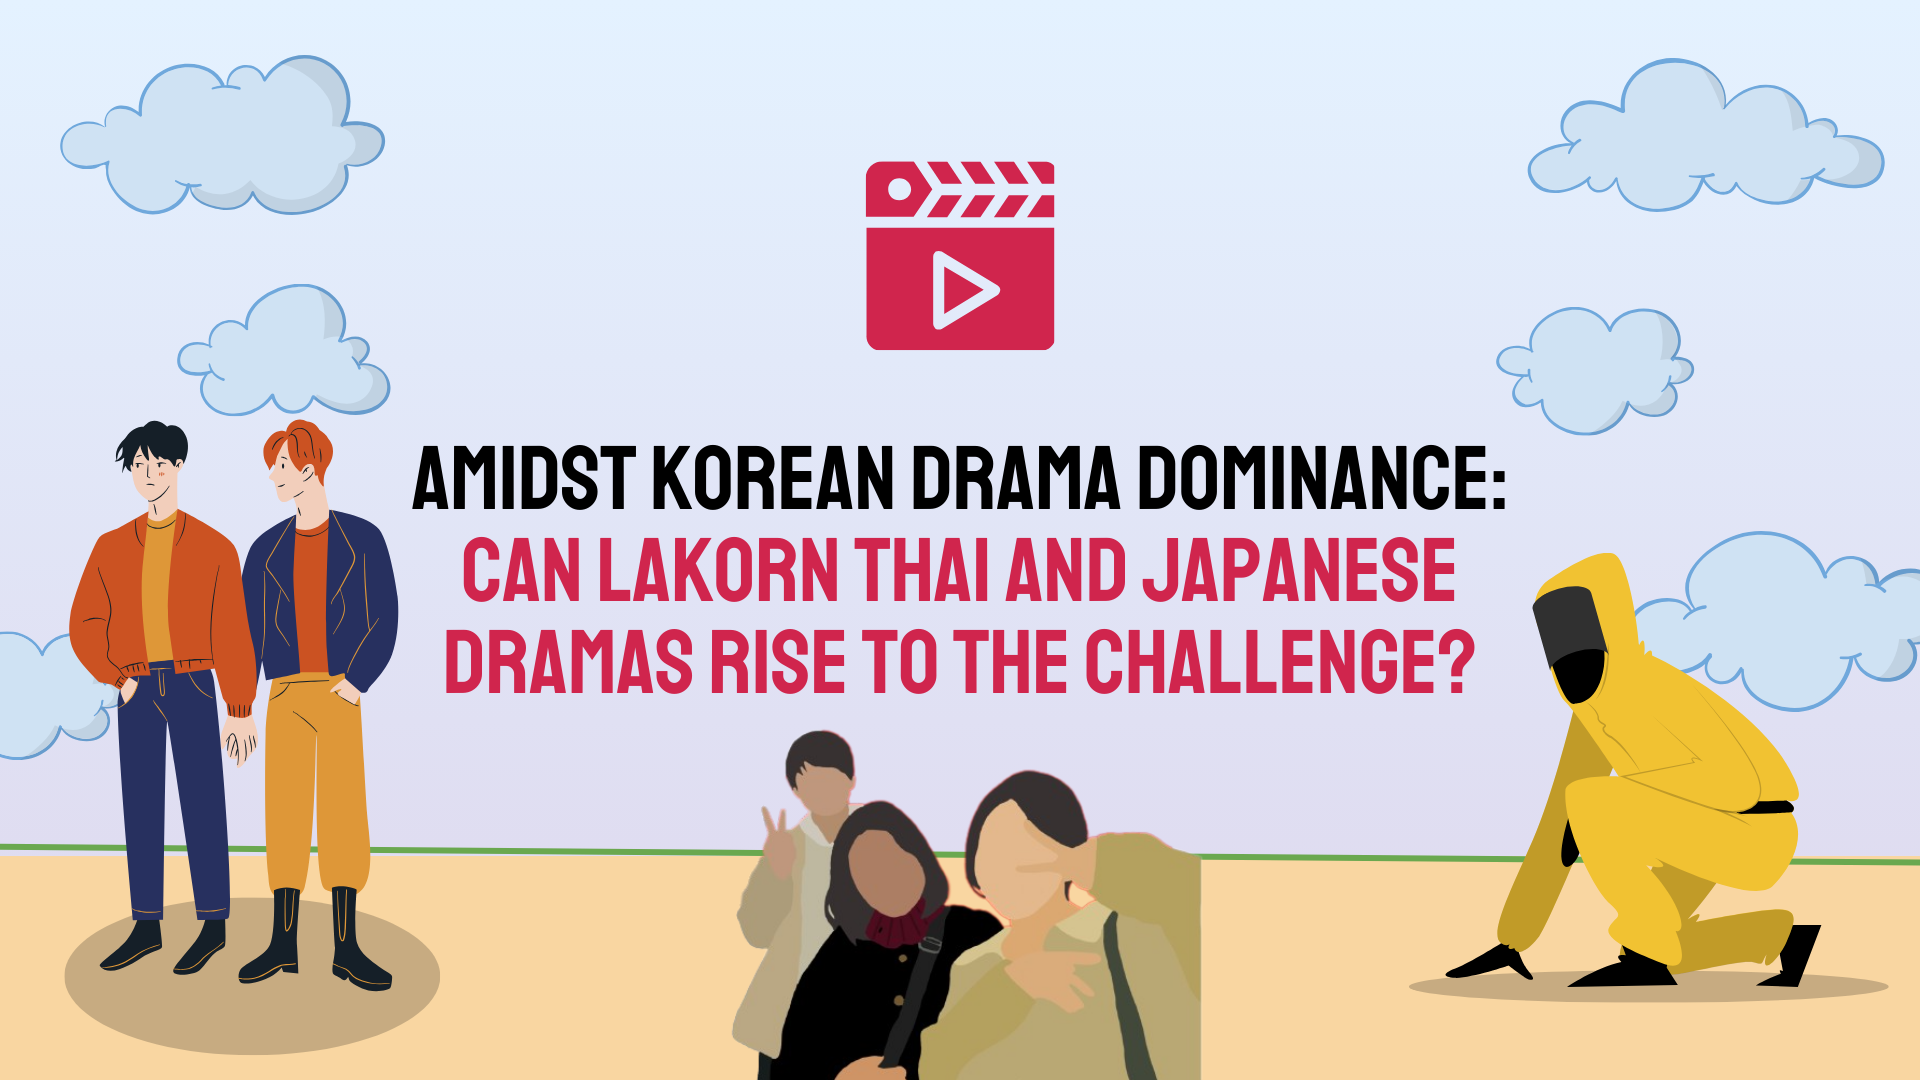 AMIDST KOREAN DRAMA DOMINANCE:
CAN LAKORN THAI AND JAPANESE
DRAMAS RISE TO THE CHALLENGE?